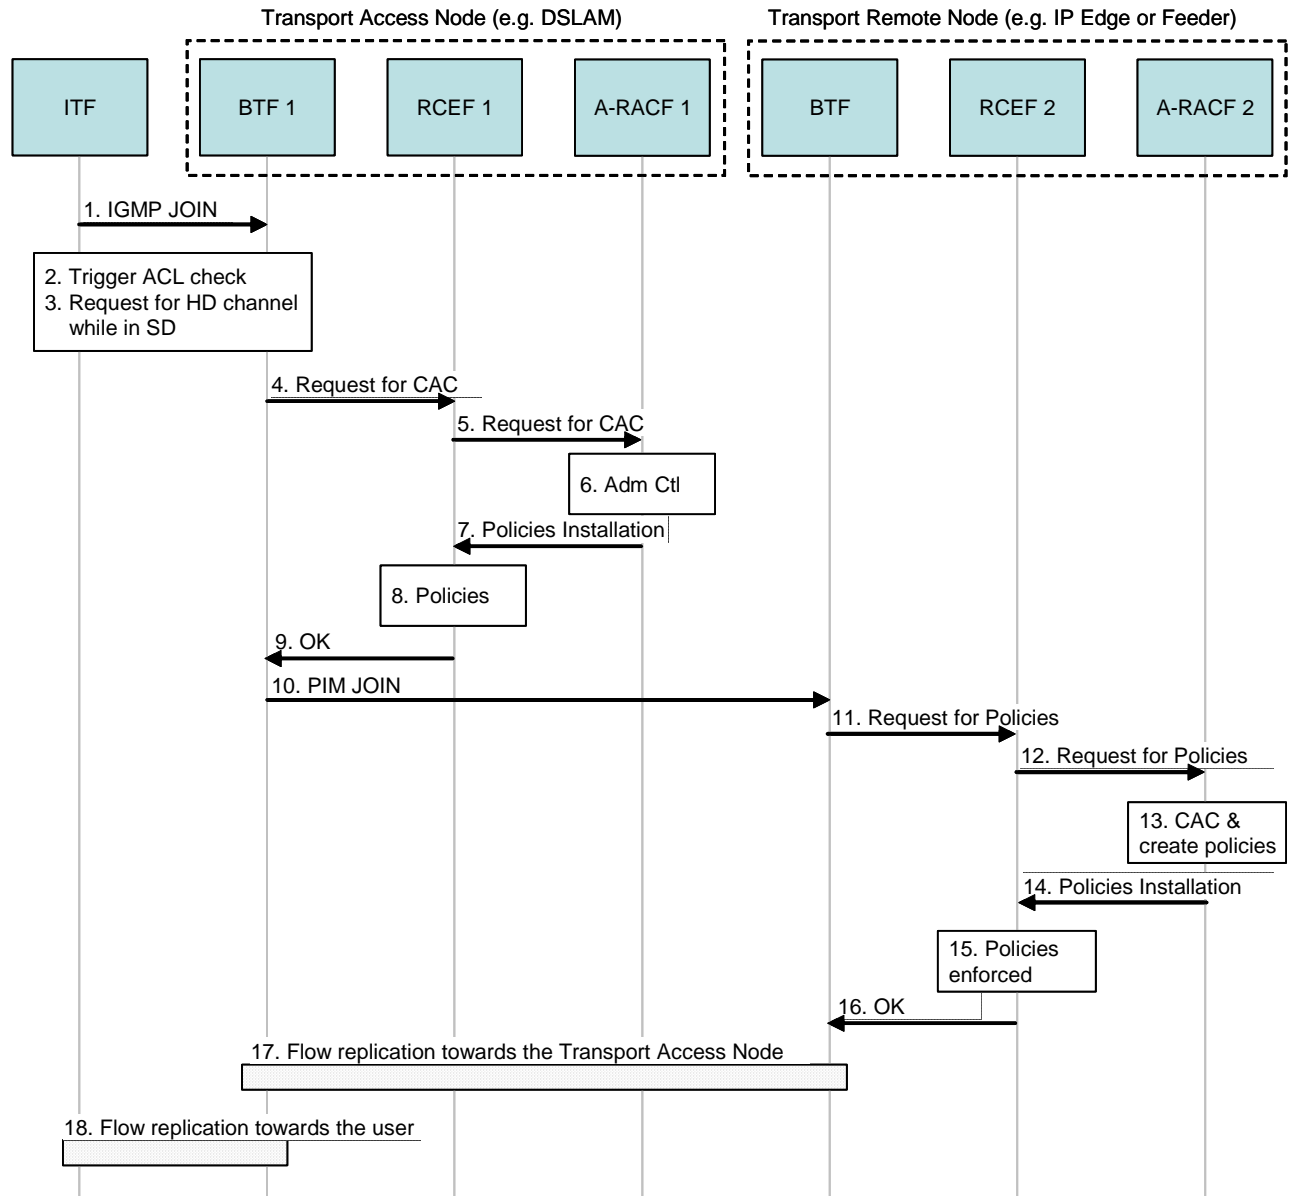 Transport Access Node (e.g. DSLAM)
Transport Remote Node (e.g. IP Edge or Feeder)
ITF
BTF 1
RCEF 1
A-RACF 1
BTF
RCEF 2
A-RACF 2
1. IGMP JOIN
2. Trigger ACL check
3. Request for HD channel
while in SD
4. Request for CAC
5. Request for CAC
6. Adm Ctl
7. Policies Installation
8. Policies
9. OK
10. PIM JOIN
11. Request for Policies
12. Request for Policies
13. CAC &
create policies
14. Policies Installation
15. Policies
enforced
16. OK
17. Flow replication towards the Transport Access Node
18. Flow replication towards the user